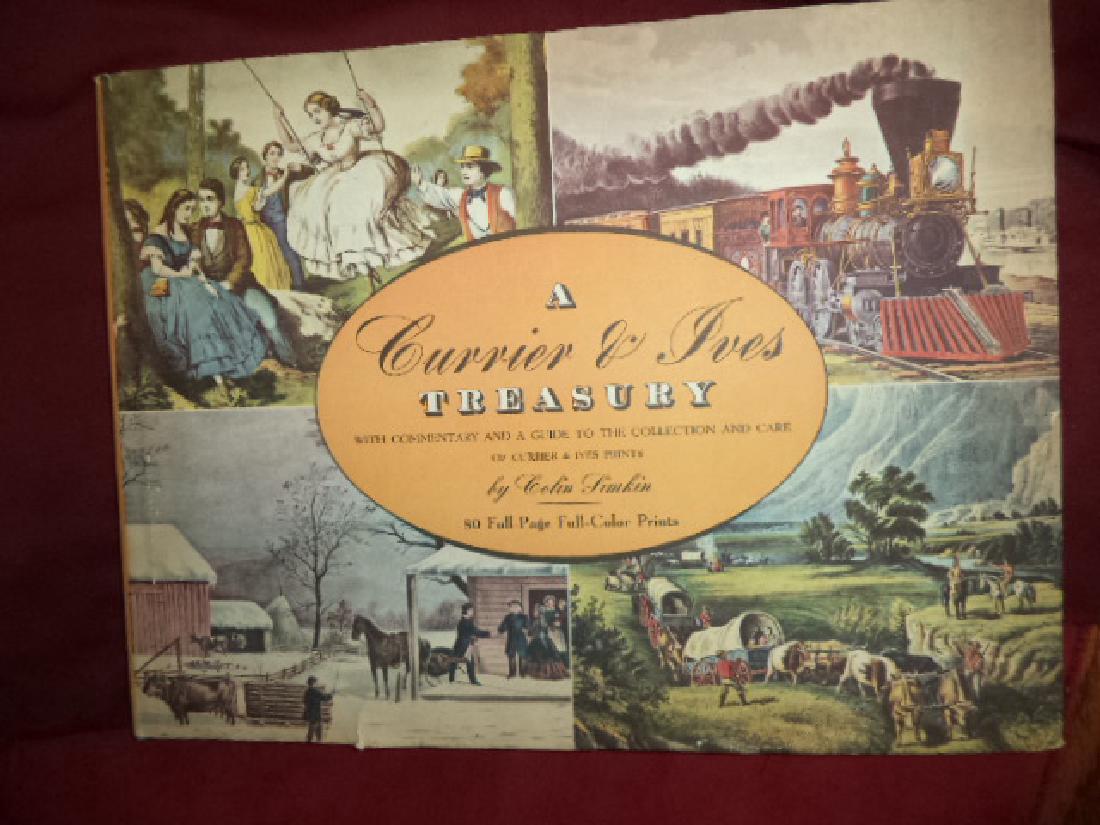 A
Currier & Ives
TREASURY
WITH COMMENTARY AND A GUIDE TO THE COLLECTION AND CARE
OF CURRIER & IVES PRINTS
by Colin Simkin
80 Full Page Full-Color Prints